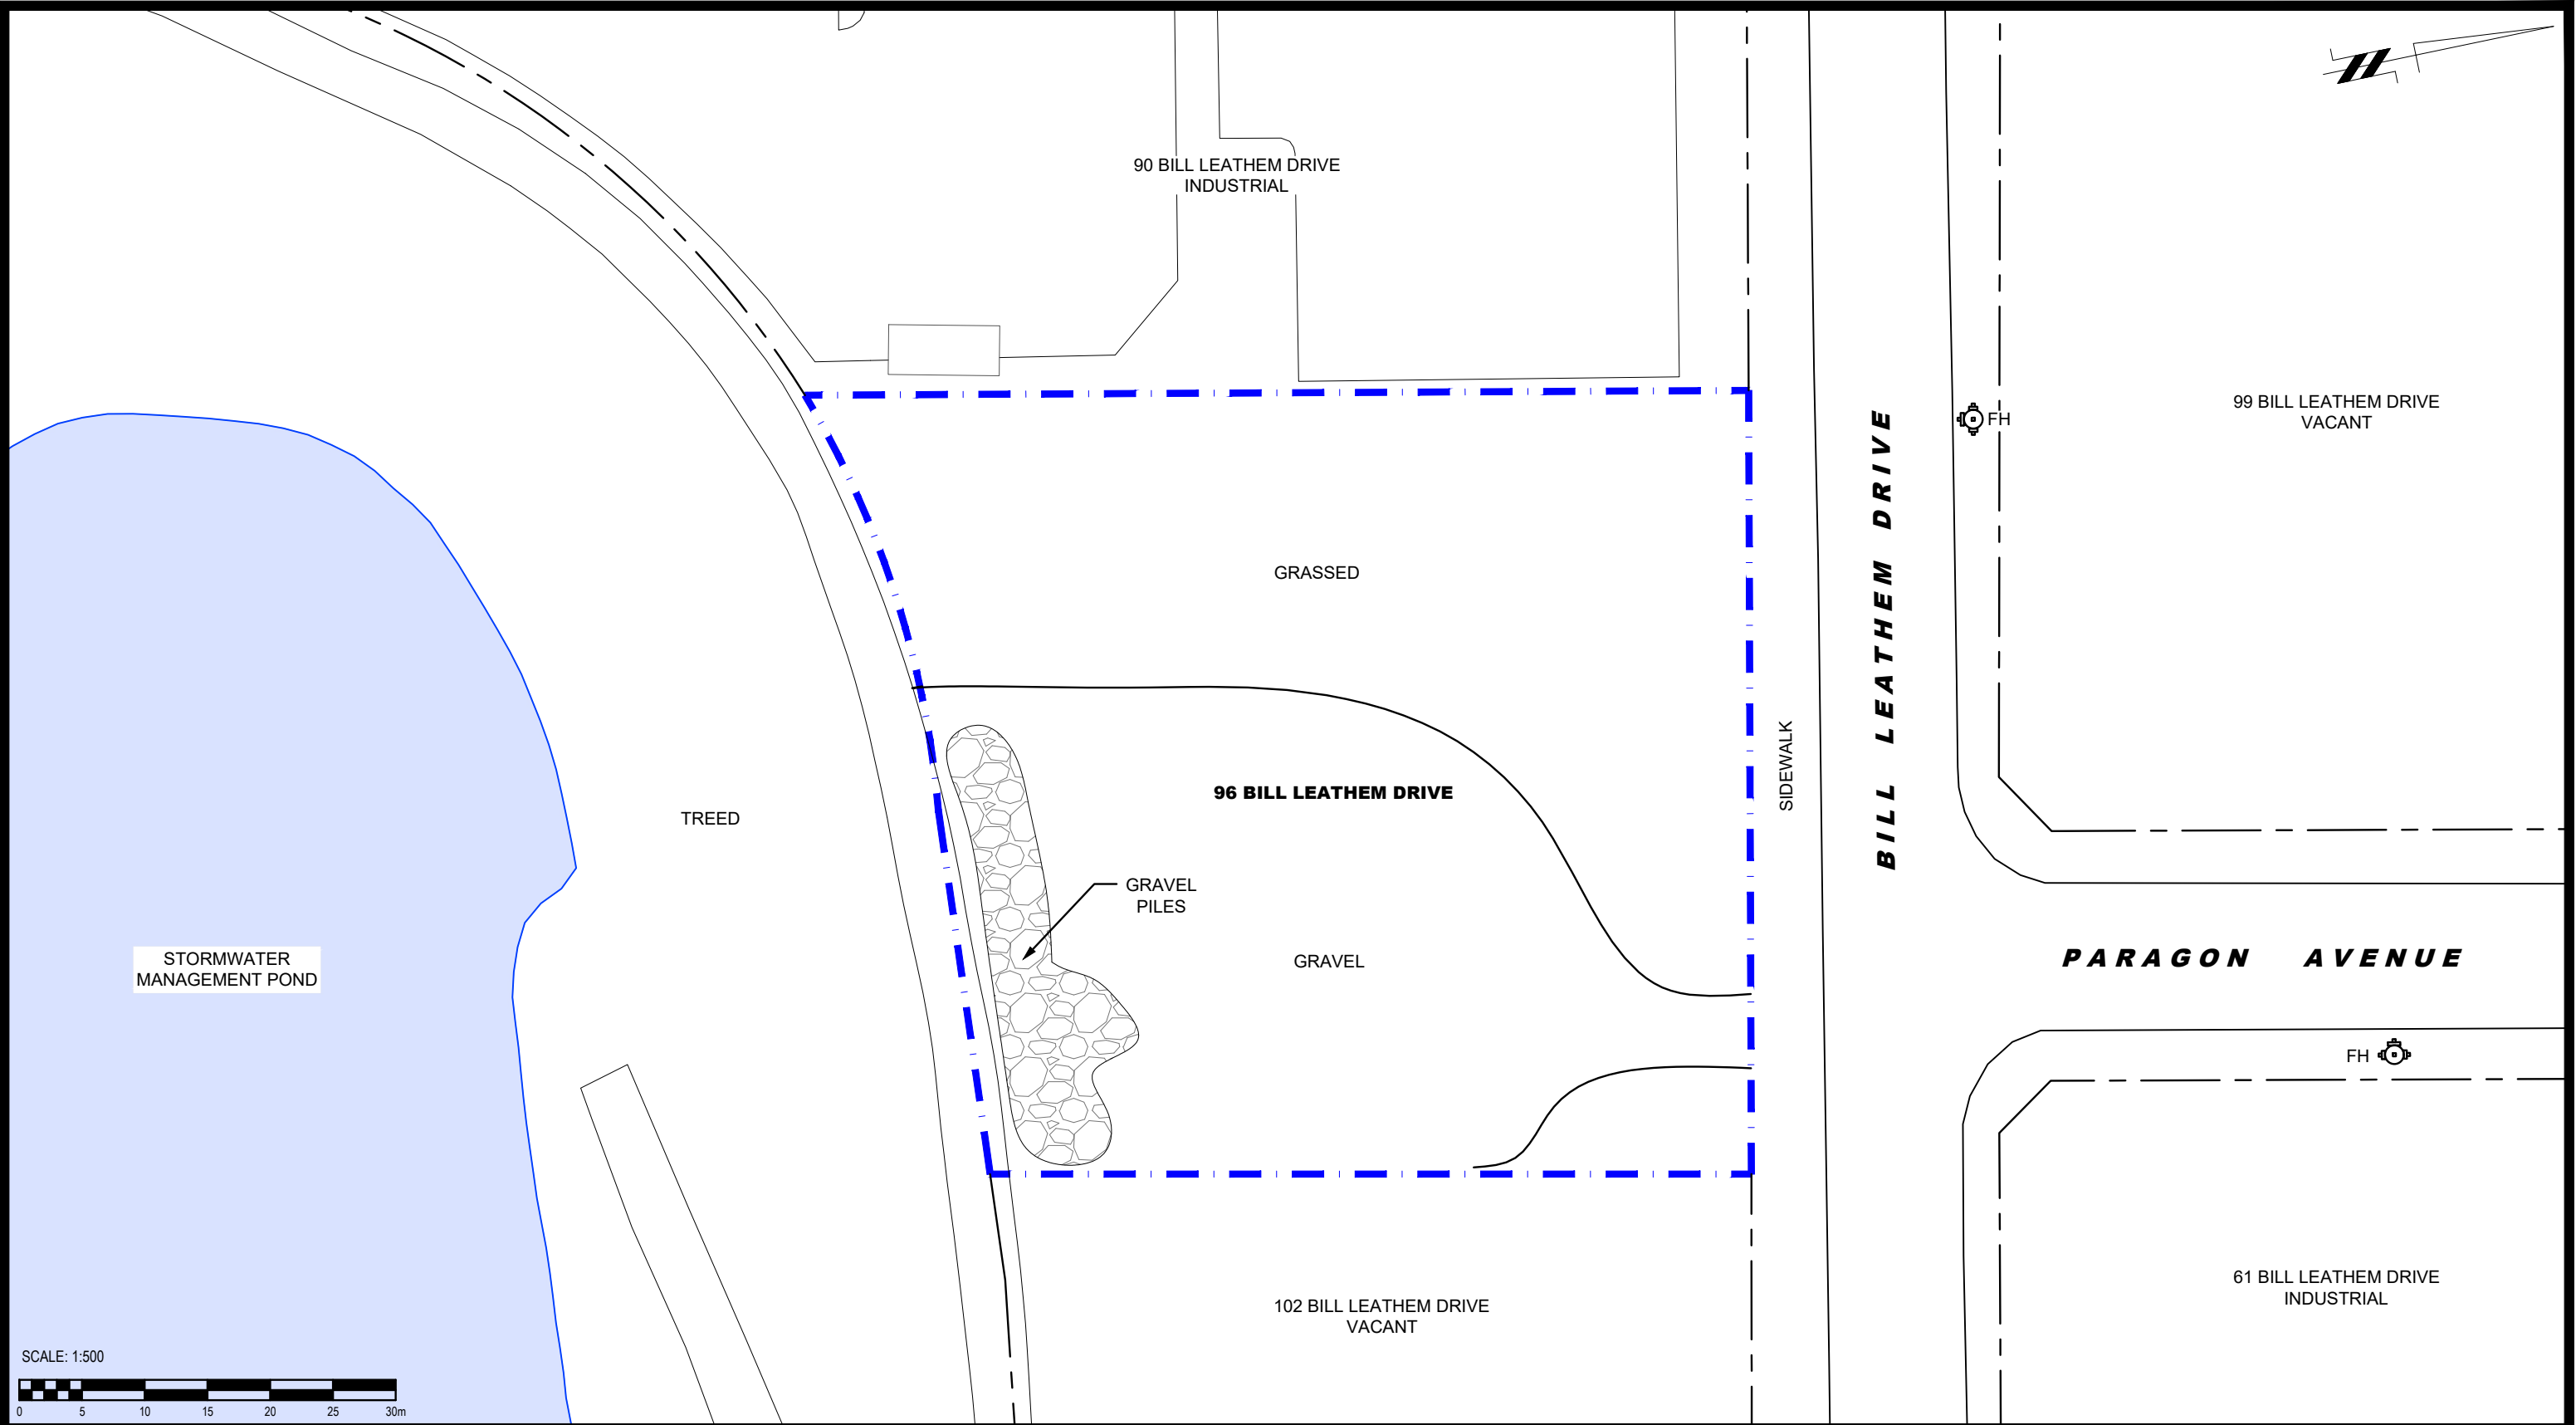 90 BILL LEATHEM DRIVE
INDUSTRIAL
99 BILL LEATHEM DRIVE
VACANT
FH
GRASSED
BILL LEATHEM DRIVE
SIDEWALK
96 BILL LEATHEM DRIVE
TREED
GRAVEL
PILES
GRAVEL
STORMWATER
MANAGEMENT POND
PARAGON AVENUE
FH
61 BILL LEATHEM DRIVE
INDUSTRIAL
102 BILL LEATHEM DRIVE
VACANT
SCALE: 1:500
0 5 10 15 20 25 30m